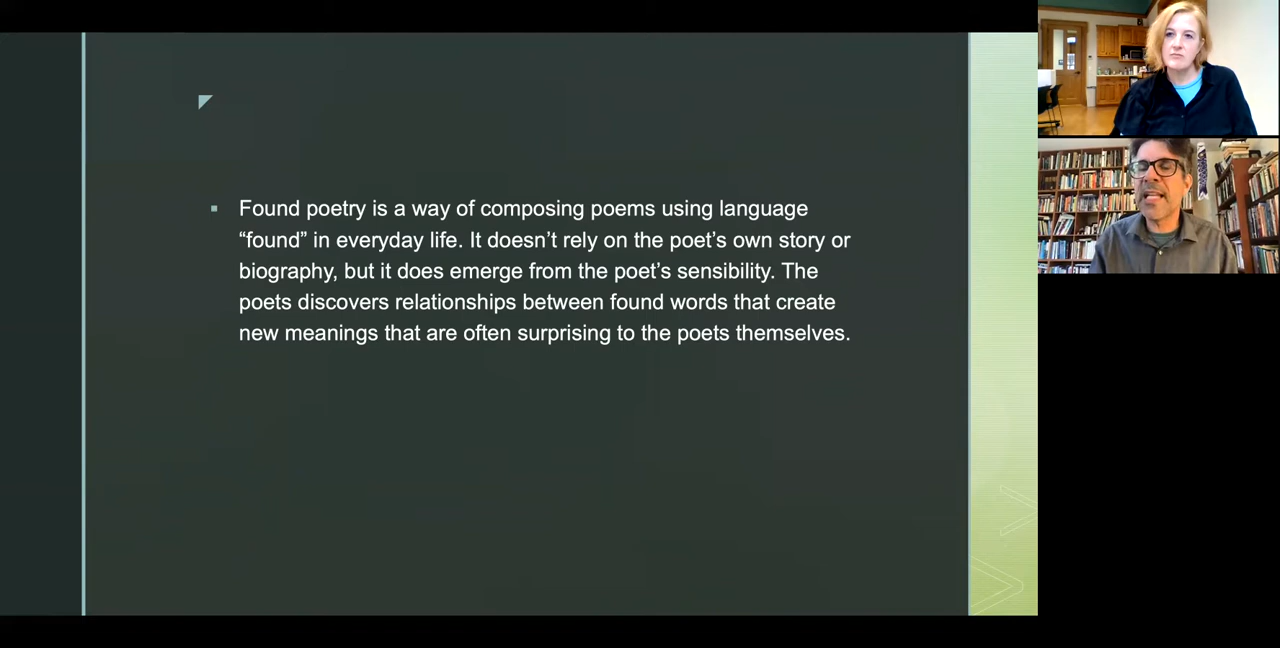 Found poetry is a way of composing poems using language
“found” in everyday life. It doesn’t rely on the poet’s own story or
biography, but it does emerge from the poet’s sensibility. The
poets discovers relationships between found words that create
new meanings that are often surprising to the poets themselves.